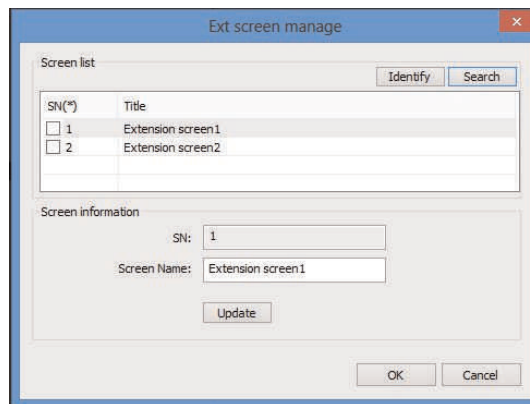 Ext screen manage
Screen list
Identify Search
SN(*) Title
1 Extension screen1
2 Extension screen2
Screen information
SN: 1
Screen Name: Extension screen1
Update
OK Cancel